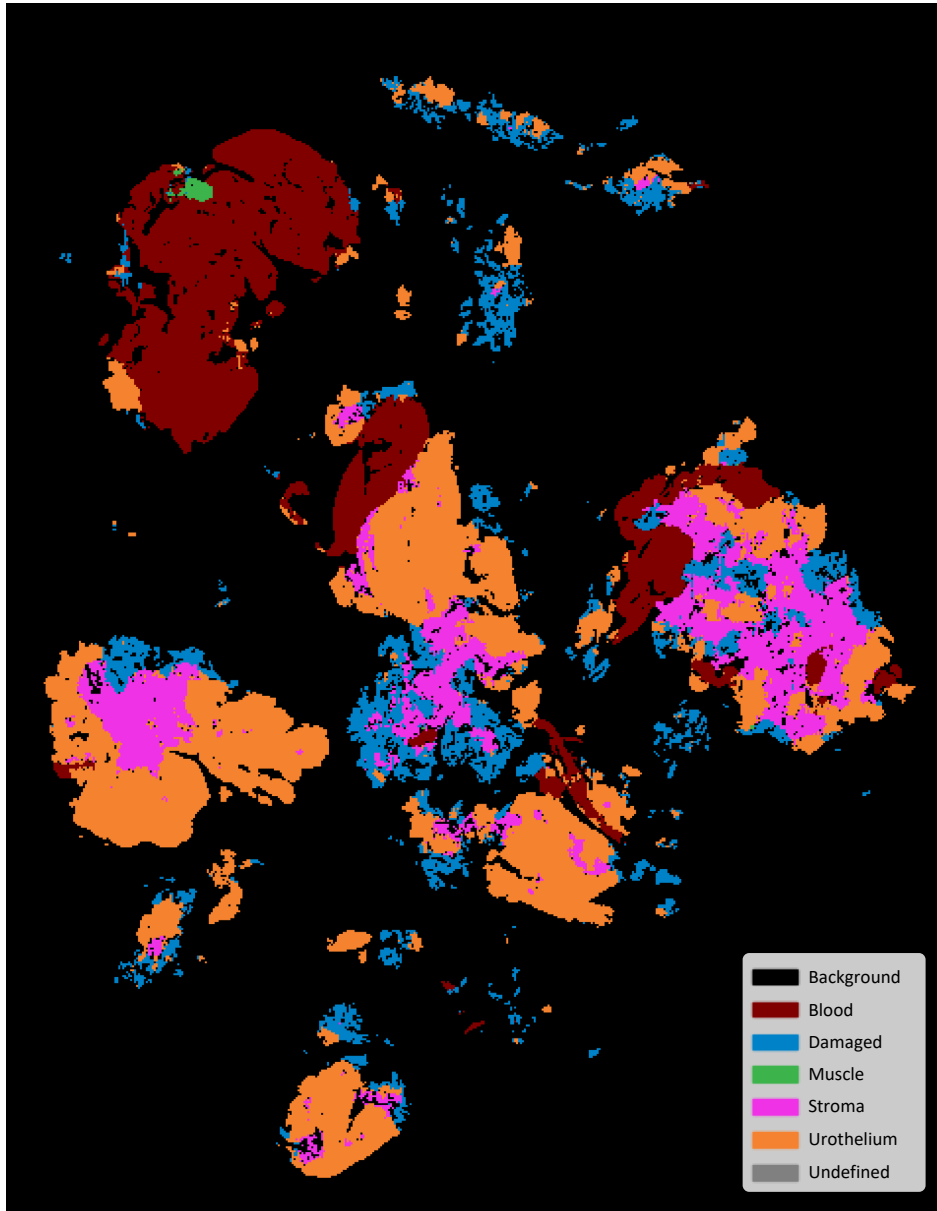 Background
Blood
Damaged
Muscle
Stroma
Urothelium
Undefined